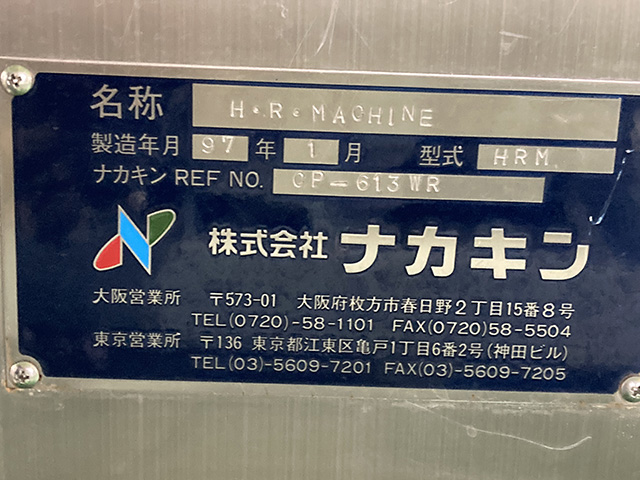 名称 H・R・MACHINE
製造年月 97 年 1 月 型式 HRM
ナカキン REF NO. CP-613WR
株式会社 ナカキン
大阪営業所 〒573-01 大阪府枚方市春日野2丁目15番8号
TEL(0720)-58-1101 FAX(0720)58-5504
東京営業所 〒136 東京都江東区亀戸1丁目6番2号(神田ビル)
TEL(03)-5609-7201 FAX(03)-5609-7205